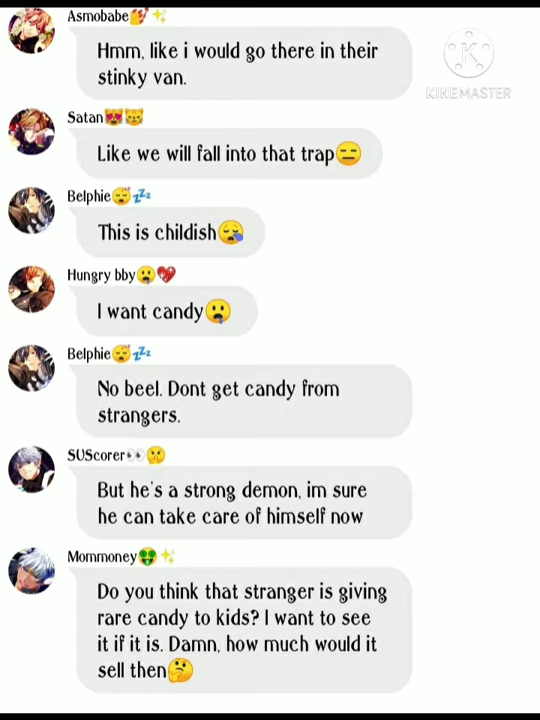 Asmobabe💅✨
Hmm, like i would go there in their
stinky van.
KINEMASTER
Satan😻😺
Like we will fall into that trap😑
Belphie😴💤
This is childish😪
Hungry bby😦💖
I want candy🤤
Belphie😴💤
No beel. Dont get candy from
strangers.
SUScorer👀🤫
But he's a strong demon, im sure
he can take care of himself now
Mommoney🤑✨
Do you think that stranger is giving
rare candy to kids? I want to see
it if it is. Damn, how much would it
sell then🤔